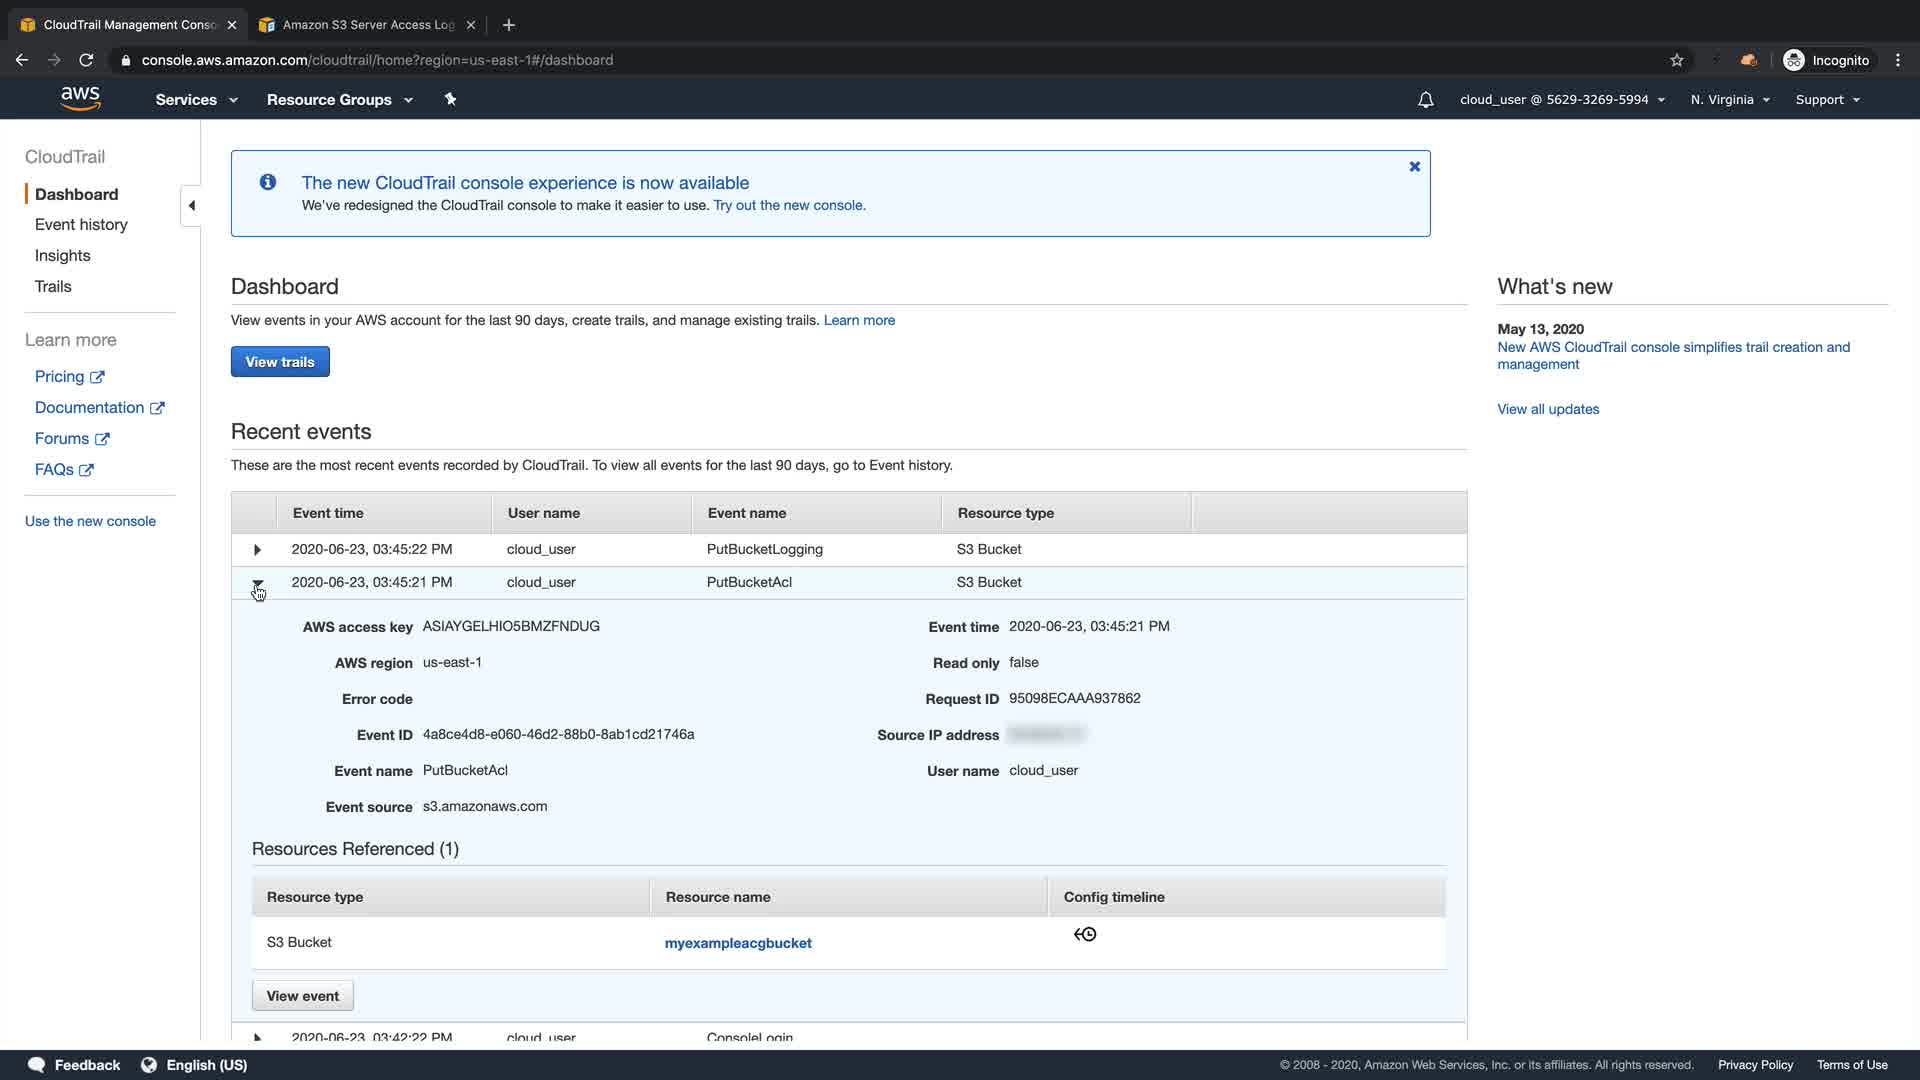 CloudTrail Management Conso
Amazon S3 Server Access Log
console.aws.amazon.com/cloudtrail/home?region=us-east-1#/dashboard
Incognito
aws
Services
Resource Groups
cloud_user @ 5629-3269-5994
N. Virginia
Support
CloudTrail
Dashboard
Event history
Insights
Trails
Learn more
Pricing
Documentation
Forums
FAQs
Use the new console
The new CloudTrail console experience is now available
We've redesigned the CloudTrail console to make it easier to use. Try out the new console.
Dashboard
View events in your AWS account for the last 90 days, create trails, and manage existing trails. Learn more
View trails
Recent events
These are the most recent events recorded by CloudTrail. To view all events for the last 90 days, go to Event history.
Event time User name Event name Resource type
2020-06-23, 03:45:22 PM cloud_user PutBucketLogging S3 Bucket
2020-06-23, 03:45:21 PM cloud_user PutBucketAcl S3 Bucket
AWS access key ASIAYGELHIO5BMZFNDUG Event time 2020-06-23, 03:45:21 PM
AWS region us-east-1 Read only false
Error code Request ID 95098ECAAA937862
Event ID 4a8ce4d8-e060-46d2-88b0-8ab1cd21746a Source IP address
Event name PutBucketAcl User name cloud_user
Event source s3.amazonaws.com
Resources Referenced (1)
Resource type Resource name Config timeline
S3 Bucket myexampleacgbucket
View event
2020-06-23, 03:42:22 PM cloud_user ConsoleLogin
What's new
May 13, 2020
New AWS CloudTrail console simplifies trail creation and
management
View all updates
Feedback
English (US)
© 2008 - 2020, Amazon Web Services, Inc. or its affiliates. All rights reserved.
Privacy Policy
Terms of Use